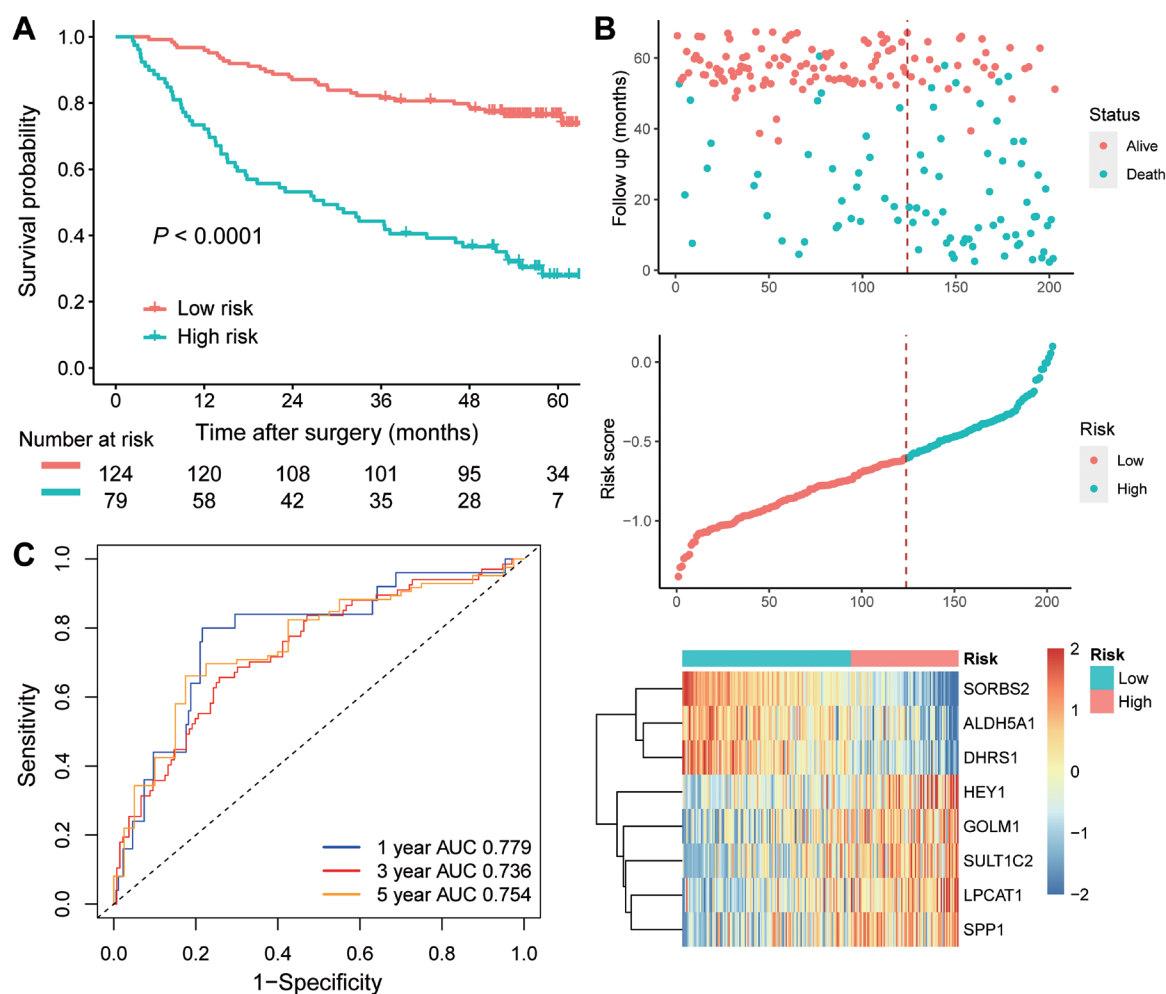 A
1.0
0.8
0.6
0.4
0.2
0.0
Survival probability
P < 0.0001
Low risk
High risk
0 12 24 36 48 60
Time after surgery (months)
Number at risk
124 120 108 101 95 34
79 58 42 35 28 7
B
60
40
20
0
Follow up (months)
0 50 100 150 200
Status
Alive
Death
0.0
−0.5
−1.0
Risk score
0 50 100 150 200
Risk
Low
High
Risk
SORBS2
ALDH5A1
DHRS1
HEY1
GOLM1
SULT1C2
LPCAT1
SPP1
2
1
0
−1
−2
Risk
Low
High
C
1.0
0.8
0.6
0.4
0.2
0.0
Sensitivity
1 year AUC 0.779
3 year AUC 0.736
5 year AUC 0.754
0.0 0.2 0.4 0.6 0.8 1.0
1−Specificity